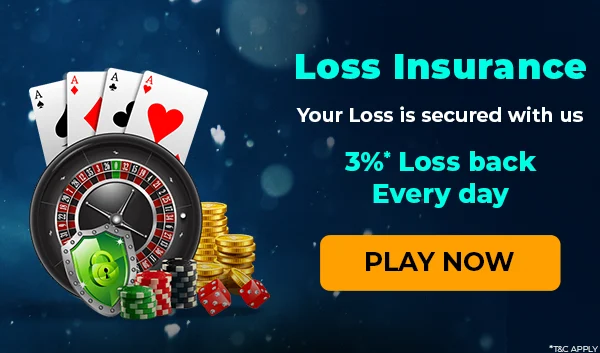 Loss Insurance
Your Loss is secured with us
3%* Loss back
Every day
PLAY NOW
*T&C APPLY
A
A
A
A